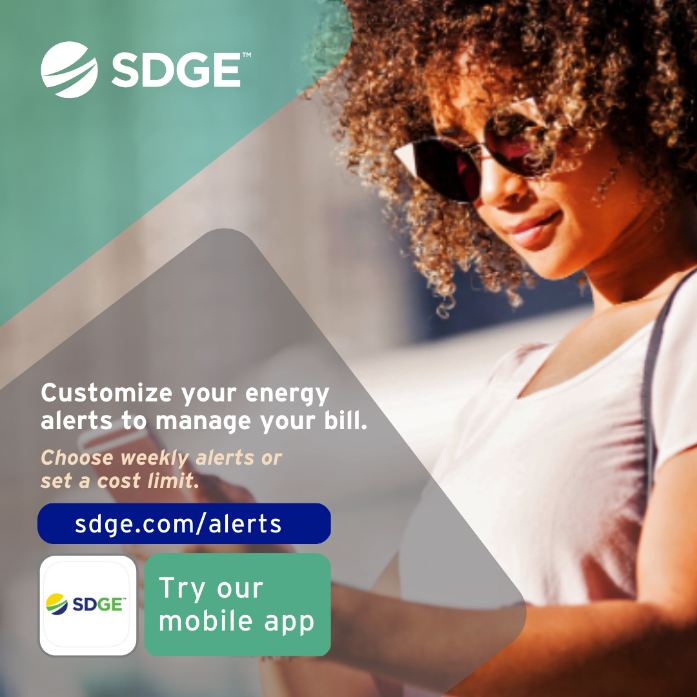 SDGE™
Customize your energy
alerts to manage your bill.
Choose weekly alerts or
set a cost limit.
sdge.com/alerts
SDGE™
Try our
mobile app